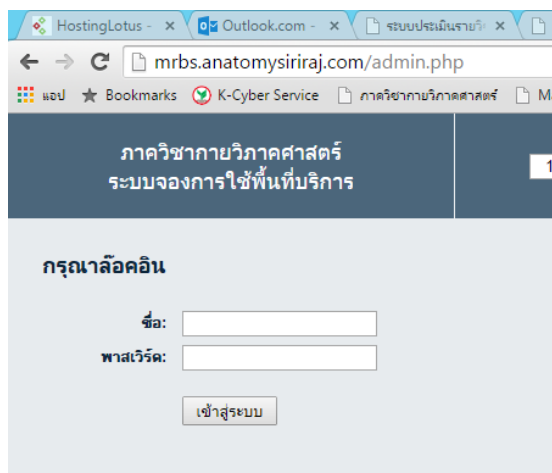 HostingLotus -
Outlook.com -
ระบบประเมินรายวิ
mrbs.anatomysiriraj.com/admin.php
แอป Bookmarks K-Cyber Service ภาควิชากายวิภาคศาสตร์
ภาควิชากายวิภาคศาสตร์
ระบบจองการใช้พื้นที่บริการ
1
กรุณาล๊อคอิน
ชื่อ:
พาสเวิร์ด:
เข้าสู่ระบบ